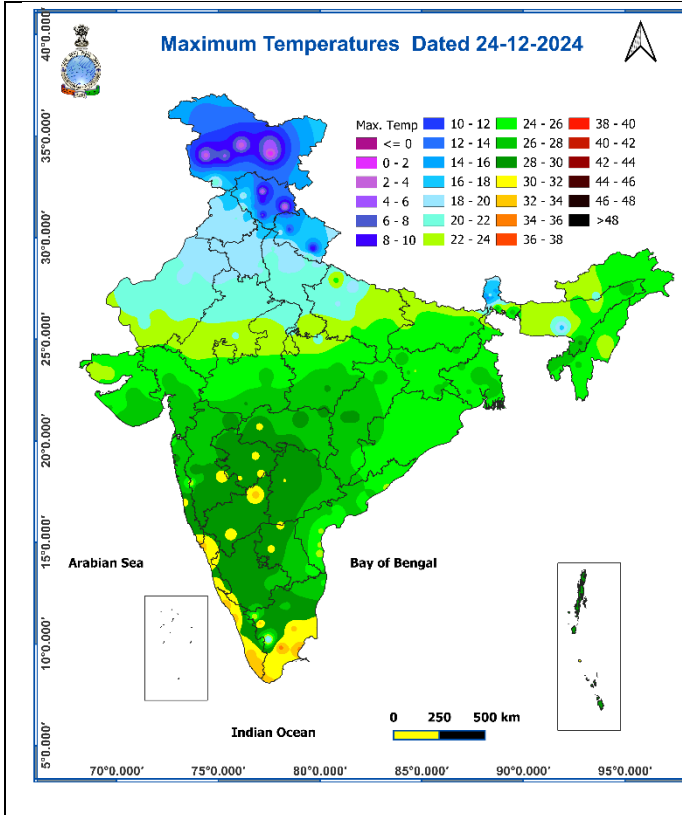 Maximum Temperatures Dated 24-12-2024
Max. Temp
<= 0
0 - 2
2 - 4
4 - 6
6 - 8
8 - 10
10 - 12
12 - 14
14 - 16
16 - 18
18 - 20
20 - 22
22 - 24
24 - 26
26 - 28
28 - 30
30 - 32
32 - 34
34 - 36
36 - 38
38 - 40
40 - 42
42 - 44
44 - 46
46 - 48
>48
40°0.000'
35°0.000'
30°0.000'
25°0.000'
20°0.000'
15°0.000'
10°0.000'
5°0.000'
Arabian Sea
Bay of Bengal
Indian Ocean
0 250 500 km
70°0.000' 75°0.000' 80°0.000' 85°0.000' 90°0.000' 95°0.000'